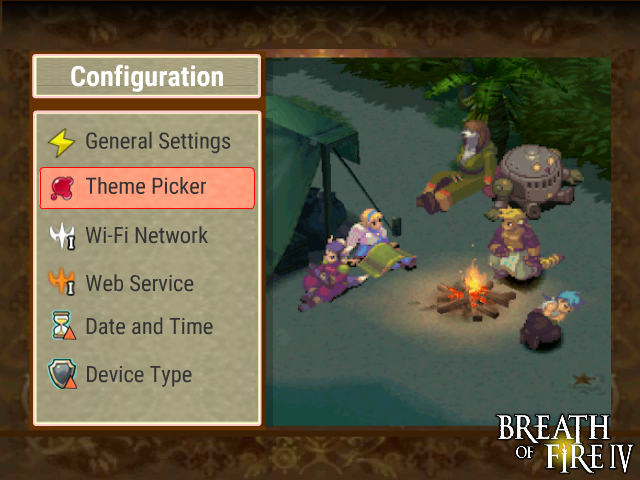 Configuration
General Settings
Theme Picker
Wi-Fi Network
Web Service
Date and Time
Device Type
BREATH
OF FIRE IV